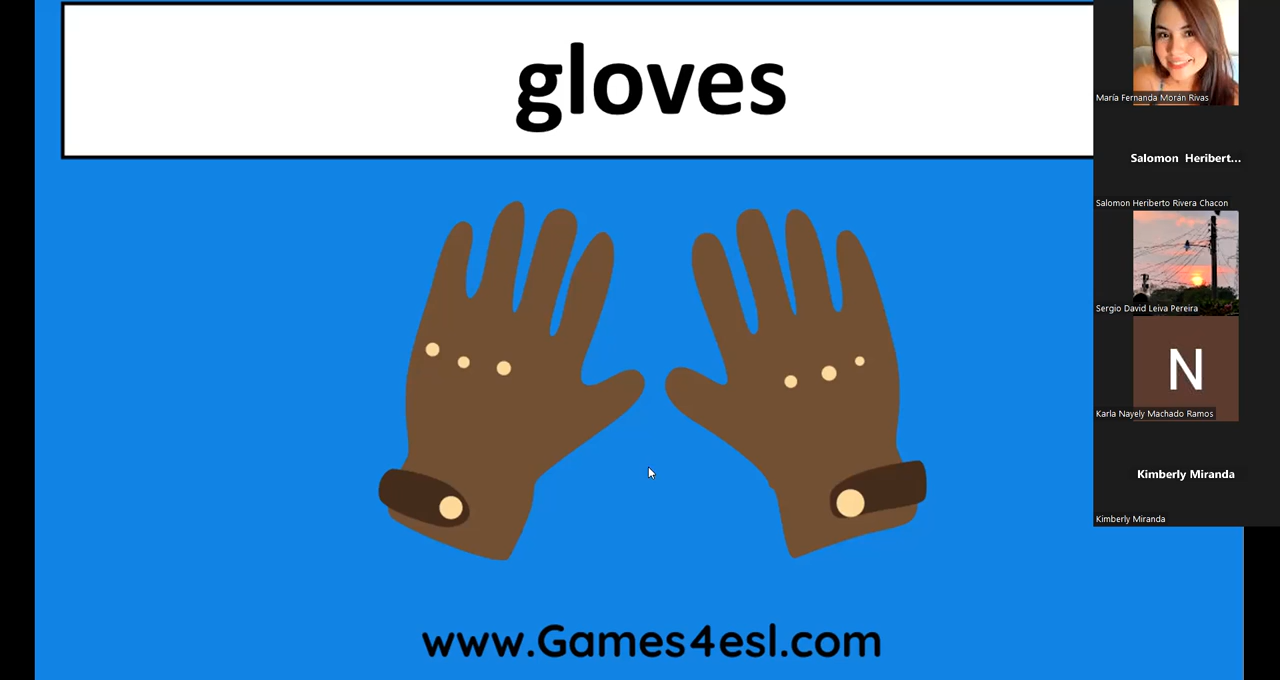 gloves
www.Games4esl.com
María Fernanda Morán Rivas
Salomon Heribert...
Salomon Heriberto Rivera Chacon
Sergio David Leiva Pereira
N
Karla Nayely Machado Ramos
Kimberly Miranda
Kimberly Miranda